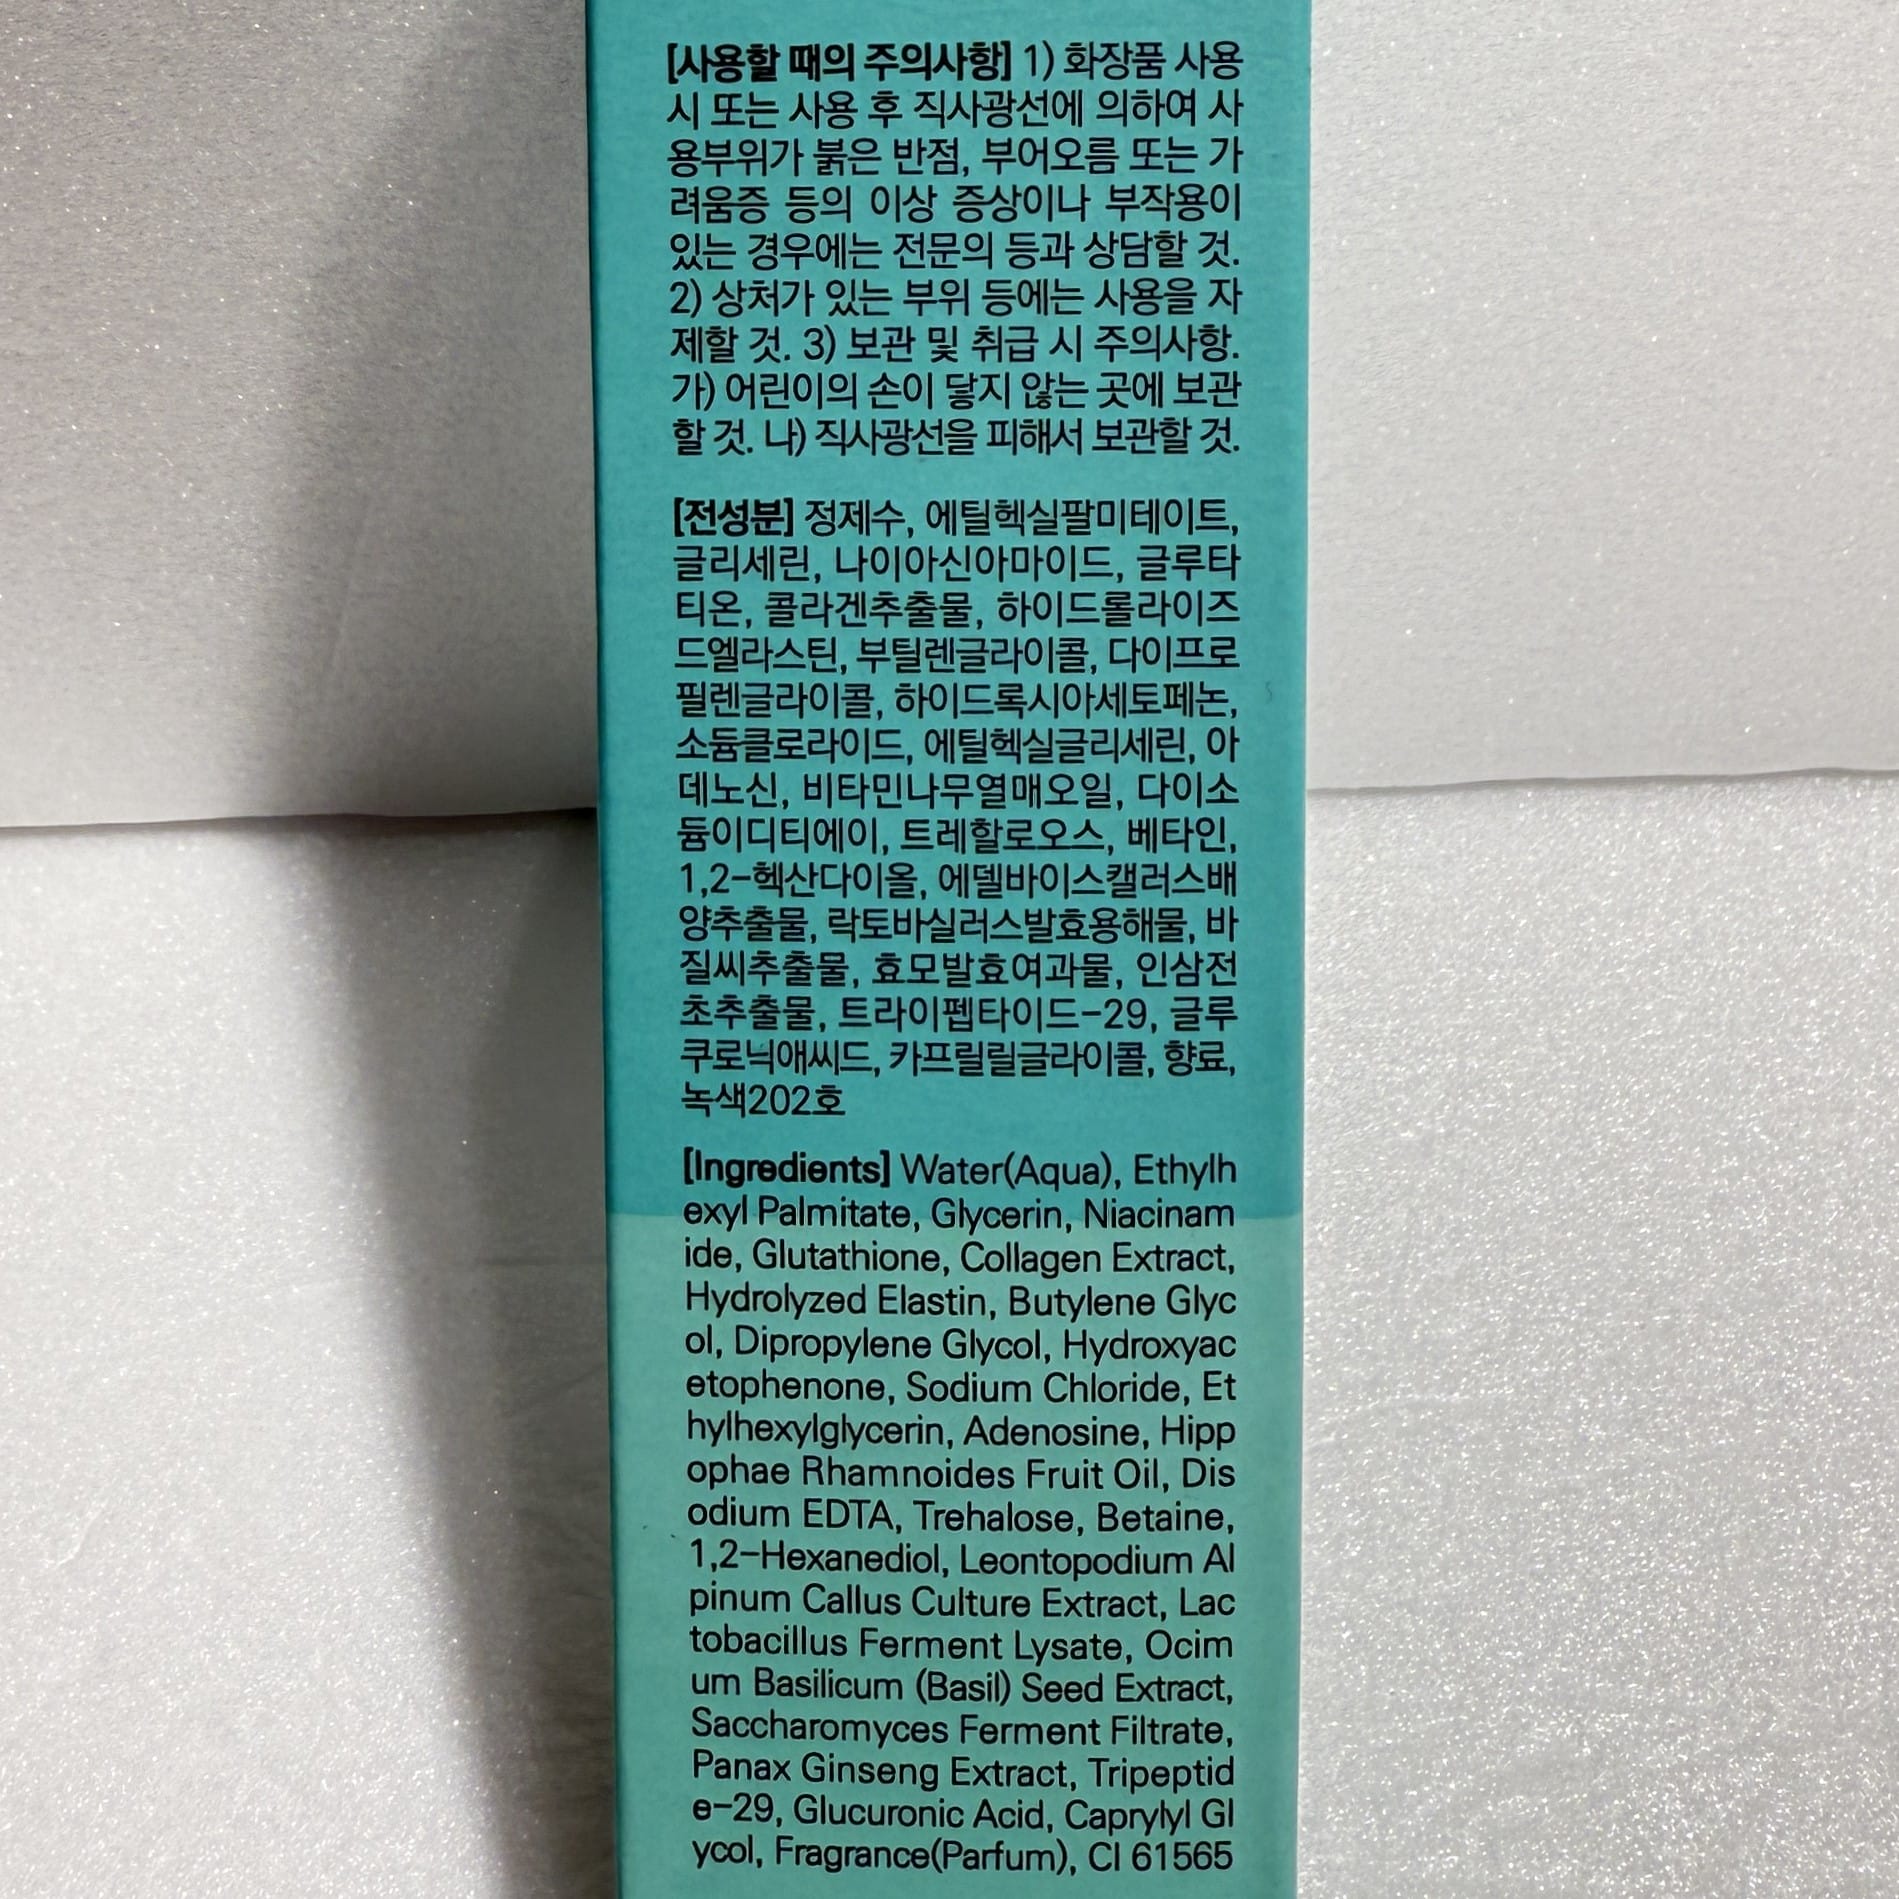 [사용할 때의 주의사항] 1) 화장품 사용
시 또는 사용 후 직사광선에 의하여 사
용부위가 붉은 반점, 부어오름 또는 가
려움증 등의 이상 증상이나 부작용이
있는 경우에는 전문의 등과 상담할 것.
2) 상처가 있는 부위 등에는 사용을 자
제할 것. 3) 보관 및 취급 시 주의사항.
가) 어린이의 손이 닿지 않는 곳에 보관
할 것. 나) 직사광선을 피해서 보관할 것.
[전성분] 정제수, 에틸헥실팔미테이트,
글리세린, 나이아신아마이드, 글루타
티온, 콜라겐추출물, 하이드롤라이즈
드엘라스틴, 부틸렌글라이콜, 다이프로
필렌글라이콜, 하이드록시아세토페논,
소듐클로라이드, 에틸헥실글리세린, 아
데노신, 비타민나무열매오일, 다이소
듐이디티에이, 트레할로오스, 베타인,
1,2-헥산다이올, 에델바이스캘러스배
양추출물, 락토바실러스발효용해물, 바
질씨추출물, 효모발효여과물, 인삼전
초추출물, 트라이펩타이드-29, 글루
쿠로닉애씨드, 카프릴릴글라이콜, 향료,
녹색202호
[Ingredients] Water(Aqua), Ethylh
exyl Palmitate, Glycerin, Niacinam
ide, Glutathione, Collagen Extract,
Hydrolyzed Elastin, Butylene Glyc
ol, Dipropylene Glycol, Hydroxyac
etophenone, Sodium Chloride, Et
hylhexylglycerin, Adenosine, Hipp
ophae Rhamnoides Fruit Oil, Dis
odium EDTA, Trehalose, Betaine,
1,2-Hexanediol, Leontopodium Al
pinum Callus Culture Extract, Lac
tobacillus Ferment Lysate, Ocim
um Basilicum (Basil) Seed Extract,
Saccharomyces Ferment Filtrate,
Panax Ginseng Extract, Tripeptid
e-29, Glucuronic Acid, Caprylyl Gl
ycol, Fragrance(Parfum), CI 61565